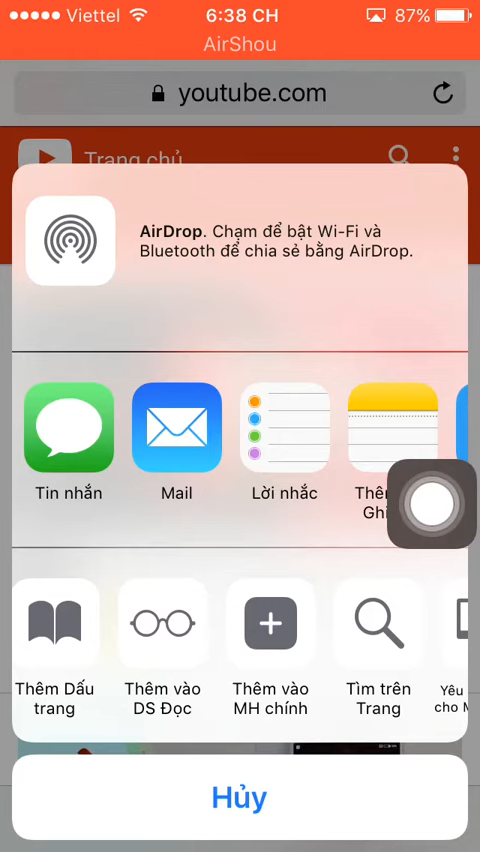 Viettel 6:38 CH 87%
AirShou
youtube.com
Trang chủ
AirDrop. Chạm để bật Wi-Fi và
Bluetooth để chia sẻ bằng AirDrop.
Tin nhắn
Mail
Lời nhắc
Thêm Dấu
trang
Thêm vào
DS Đọc
Thêm vào
MH chính
Tìm trên
Trang
Yêu
cho
Hủy